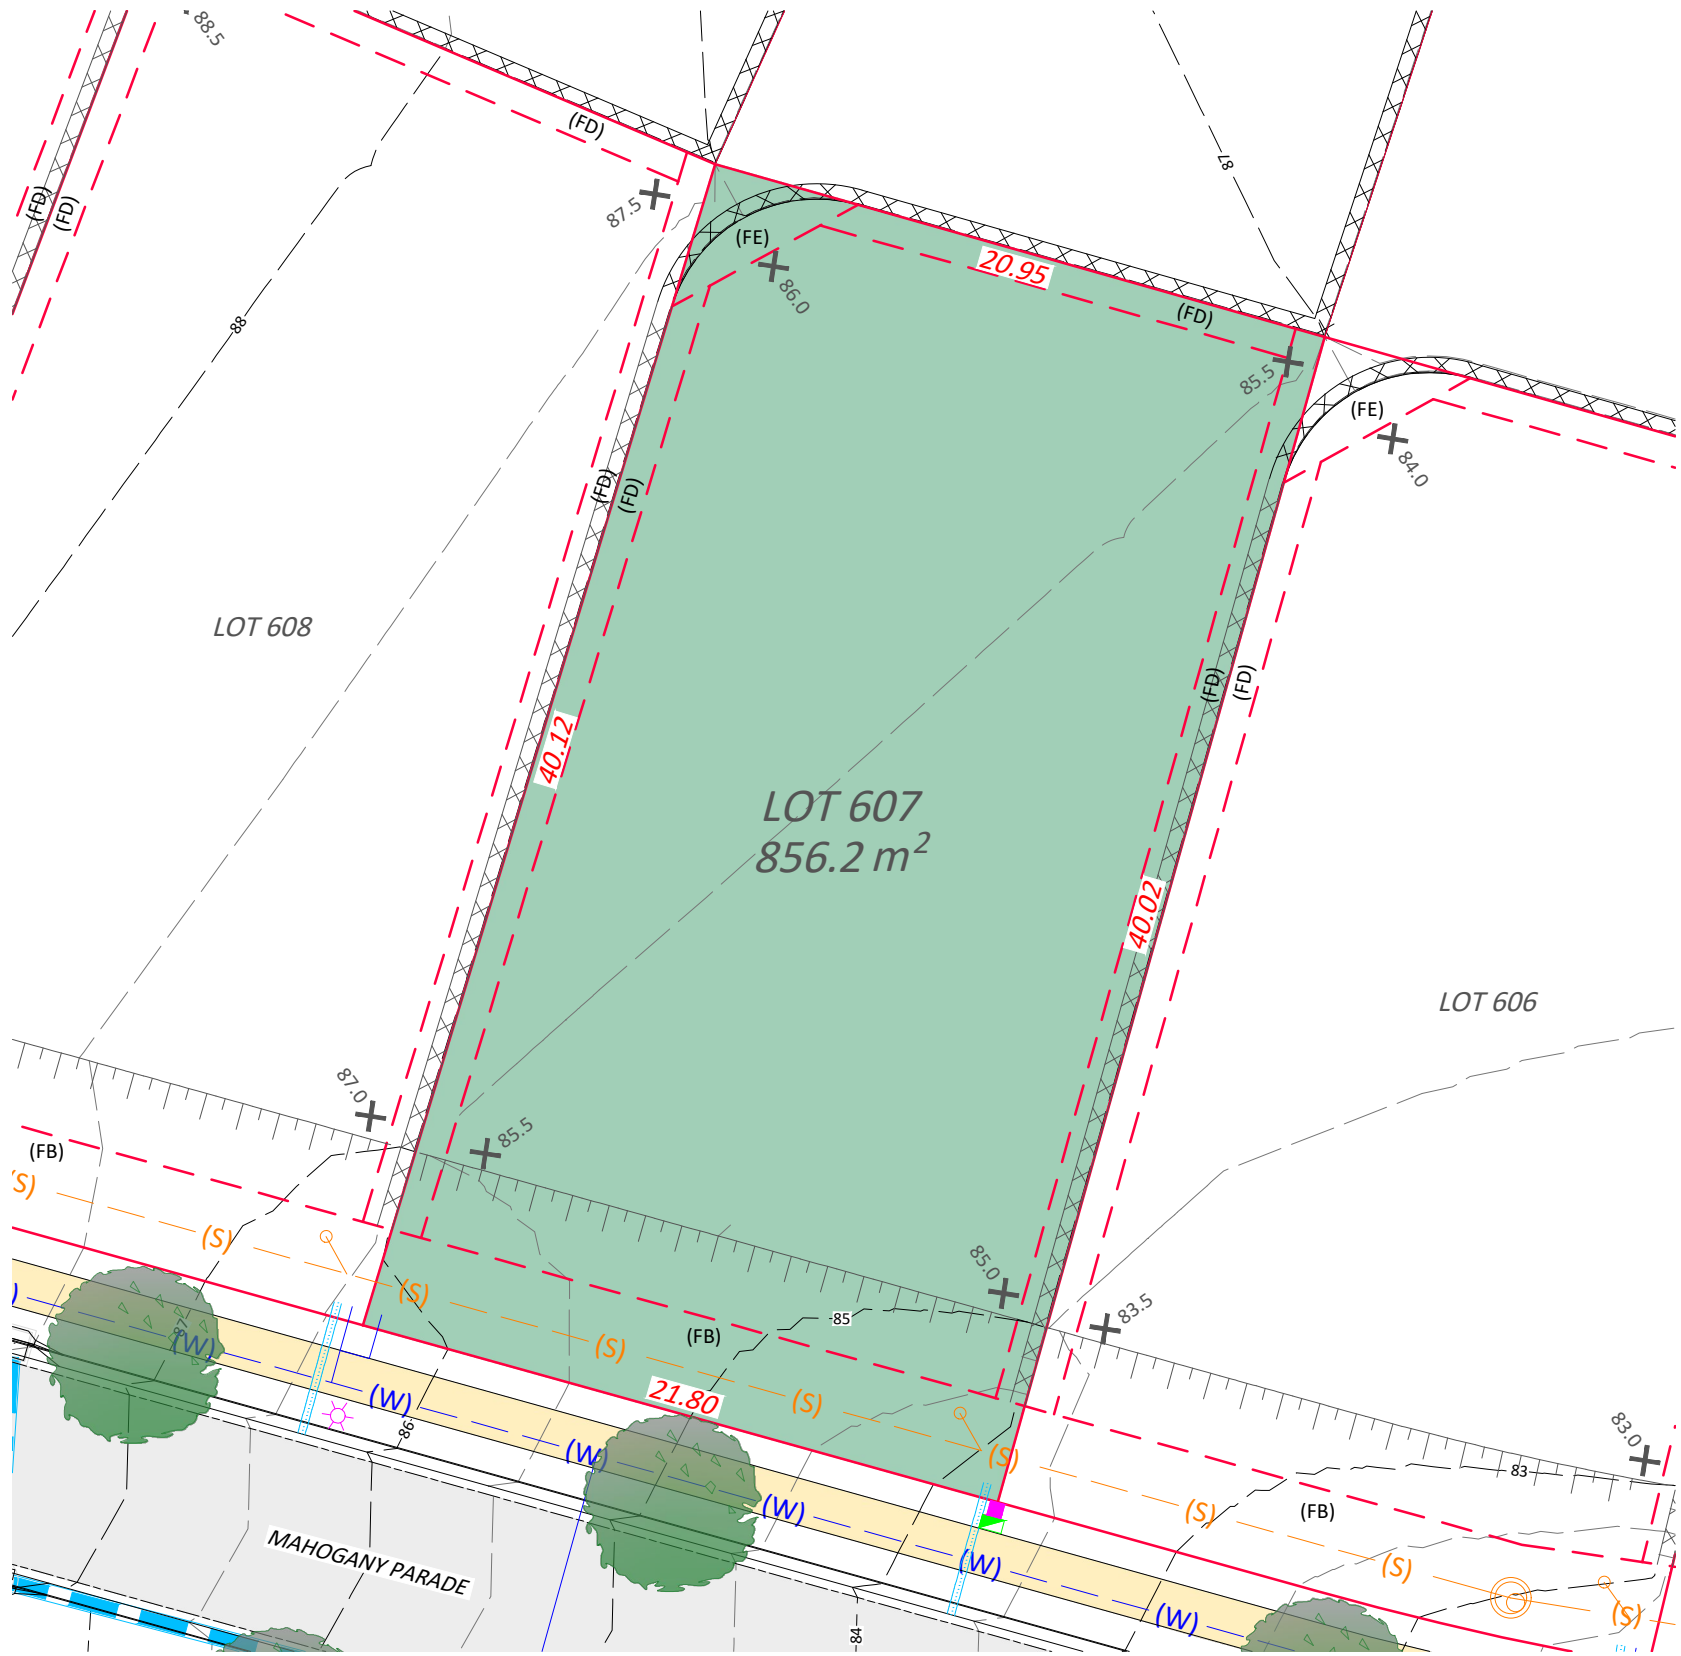 88.5
(FD)
87
(FD)
(FD)
87.5
(FE)
86.0
20.95
(FD)
88
85.5
(FE)
84.0
(FD)
(FD)
LOT 608
(FD)
(FD)
40.12
LOT 607
856.2 m²
40.02
LOT 606
87.0
85.5
(FB)
(S)
(S)
85.0
(S)
85
83.5
(FB)
(S)
(W)
87
(W)
21.80
(S)
(W)
86
(W)
(S)
83.0
83
(W)
(FB)
(S)
MAHOGANY PARADE
(W)
(S)
(W)
(S)
84